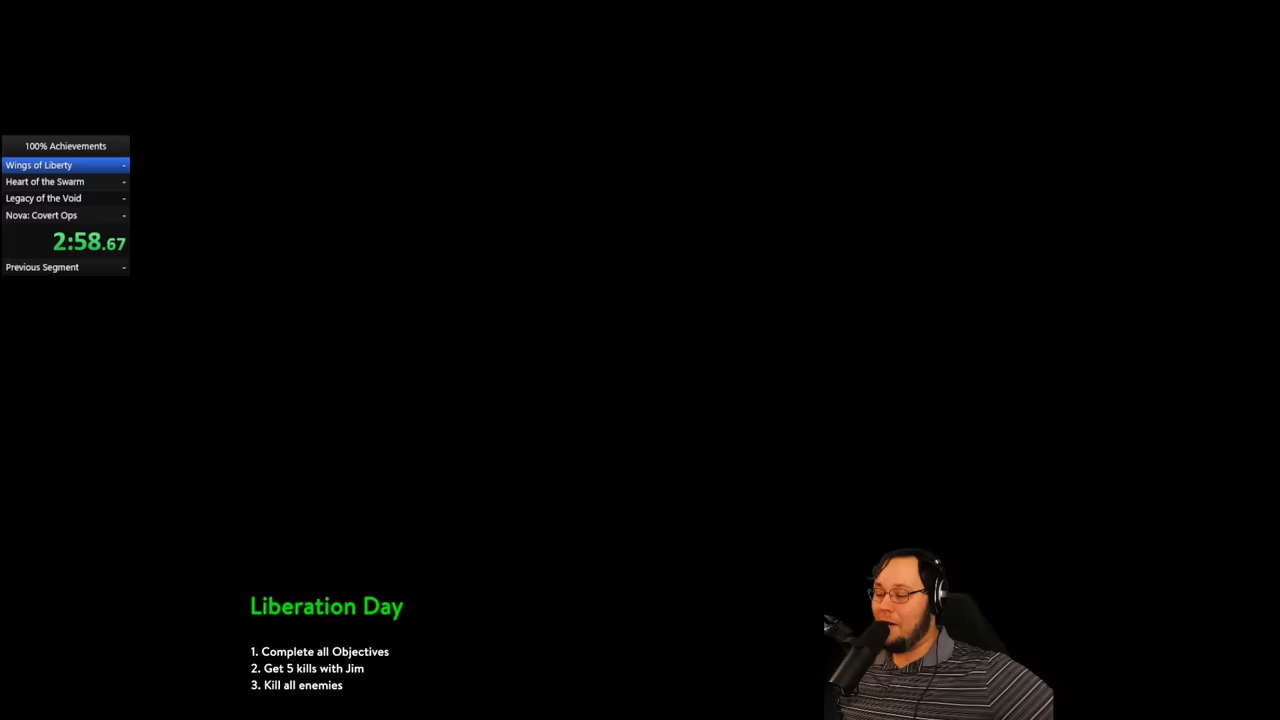 100% Achievements
Wings of Liberty -
Heart of the Swarm -
Legacy of the Void -
Nova: Covert Ops -
2:58.67
Previous Segment -
Liberation Day
1. Complete all Objectives
2. Get 5 kills with Jim
3. Kill all enemies